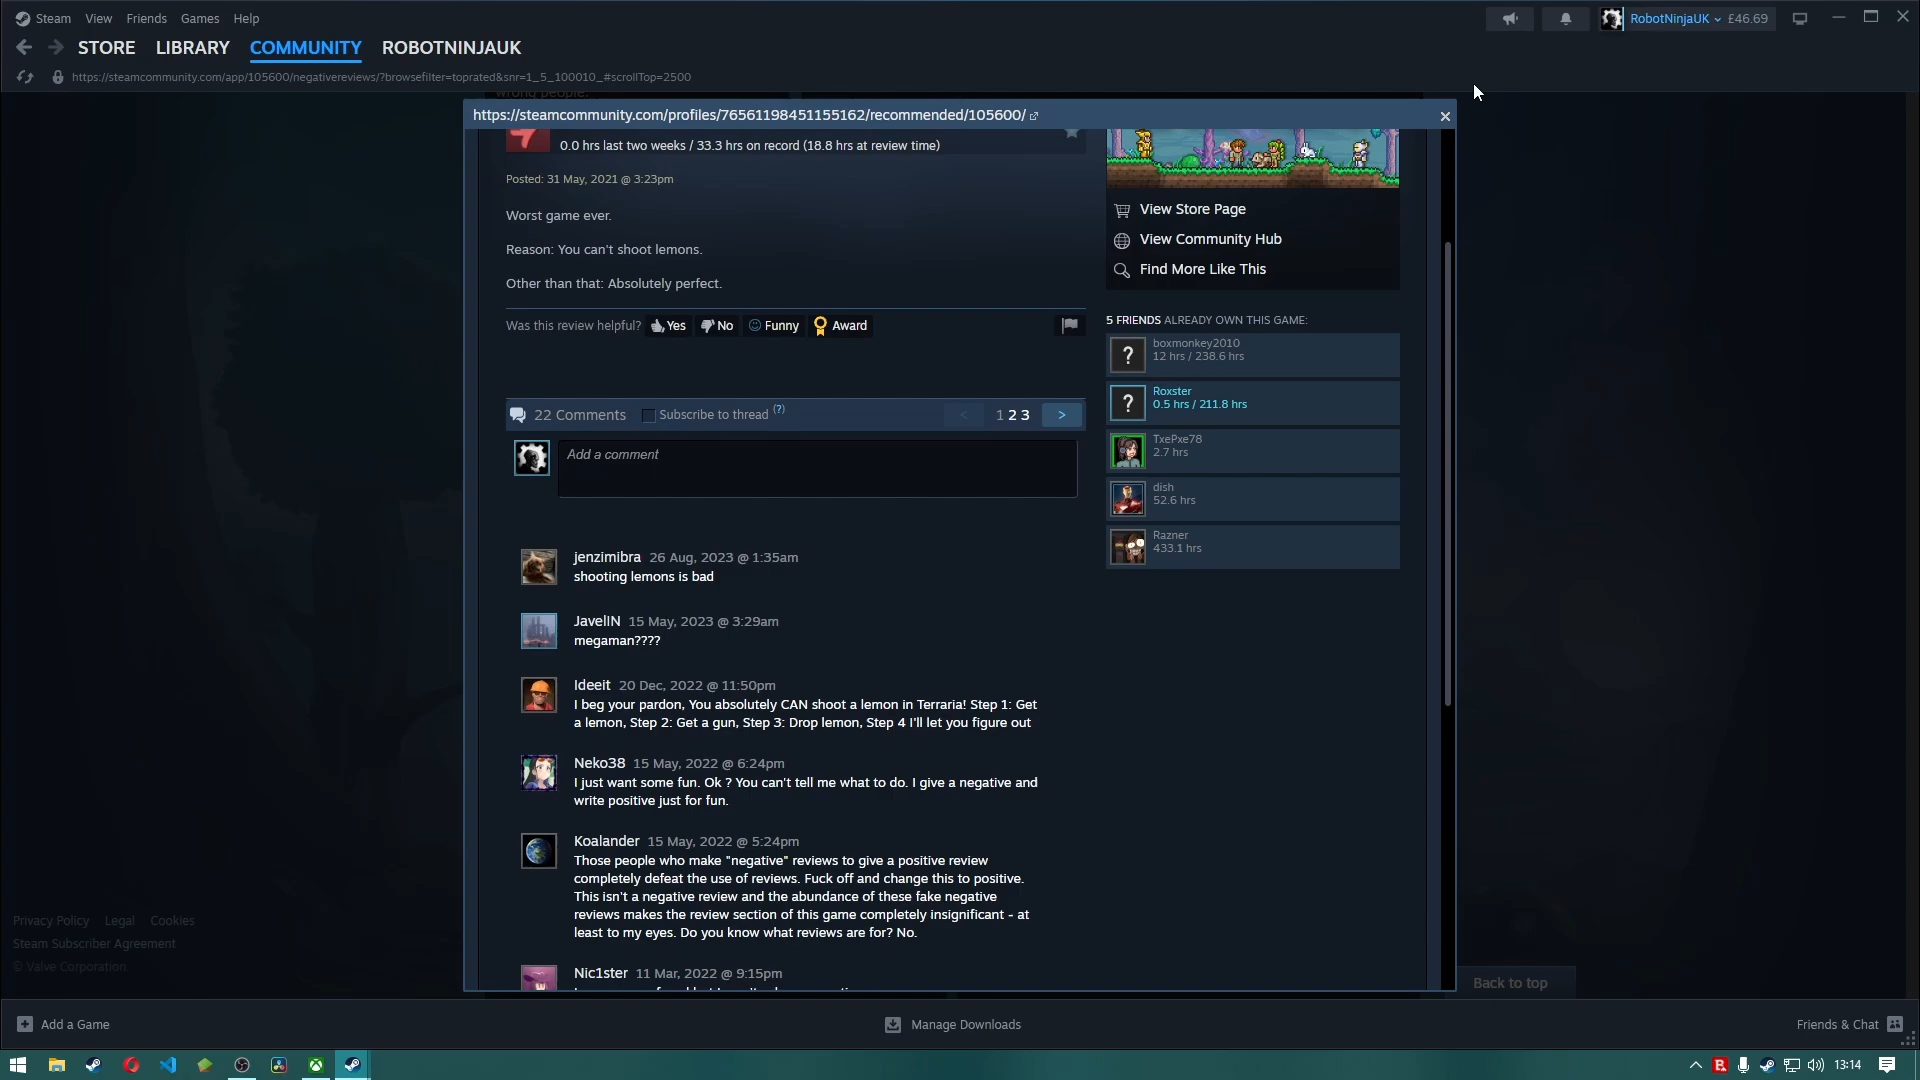 Steam View Friends Games Help
RobotNinjaUK £46.69
STORE LIBRARY COMMUNITY ROBOTNINJAUK
https://steamcommunity.com/app/105600/negativereviews/?browsefilter=toprated&snr=1_5_100010_#scrollTop=2500
wrong people.
https://steamcommunity.com/profiles/76561198451155162/recommended/105600/
0.0 hrs last two weeks / 33.3 hrs on record (18.8 hrs at review time)
Posted: 31 May, 2021 @ 3:23pm
Worst game ever.
Reason: You can't shoot lemons.
Other than that: Absolutely perfect.
Was this review helpful? Yes No Funny Award
View Store Page
View Community Hub
Find More Like This
5 FRIENDS ALREADY OWN THIS GAME:
? boxmonkey2010
12 hrs / 238.6 hrs
? Roxster
0.5 hrs / 211.8 hrs
TxePxe78
2.7 hrs
dish
52.6 hrs
Razner
433.1 hrs
22 Comments Subscribe to thread (?) < 1 2 3 >
Add a comment
jenzimibra 26 Aug, 2023 @ 1:35am
shooting lemons is bad
JavelIN 15 May, 2023 @ 3:29am
megaman????
Ideeit 20 Dec, 2022 @ 11:50pm
I beg your pardon, You absolutely CAN shoot a lemon in Terraria! Step 1: Get
a lemon, Step 2: Get a gun, Step 3: Drop lemon, Step 4 I'll let you figure out
Neko38 15 May, 2022 @ 6:24pm
I just want some fun. Ok ? You can't tell me what to do. I give a negative and
write positive just for fun.
Koalander 15 May, 2022 @ 5:24pm
Those people who make "negative" reviews to give a positive review
completely defeat the use of reviews. Fuck off and change this to positive.
This isn't a negative review and the abundance of these fake negative
reviews makes the review section of this game completely insignificant - at
least to my eyes. Do you know what reviews are for? No.
Nic1ster 11 Mar, 2022 @ 9:15pm
Privacy Policy Legal Cookies
Steam Subscriber Agreement
© Valve Corporation
Back to top
Add a Game
Manage Downloads
Friends & Chat
13:14